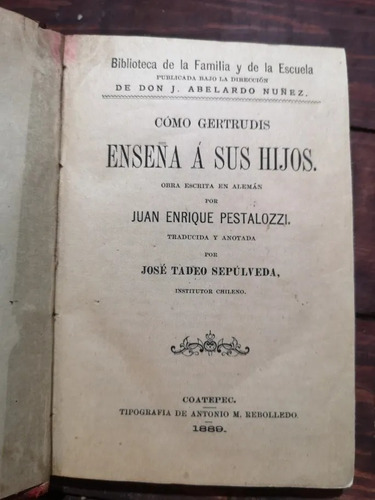 Biblioteca de la Familia y de la Escuela
PUBLICADA BAJO LA DIRECCIÓN
DE DON J. ABELARDO NUÑEZ.
CÓMO GERTRUDIS
ENSEÑA Á SUS HIJOS.
OBRA ESCRITA EN ALEMÁN
POR
JUAN ENRIQUE PESTALOZZI.
TRADUCIDA Y ANOTADA
POR
JOSÉ TADEO SEPÚLVEDA,
INSTITUTOR CHILENO.
COATEPEC.
TIPOGRAFIA DE ANTONIO M. REBOLLEDO.
1889.